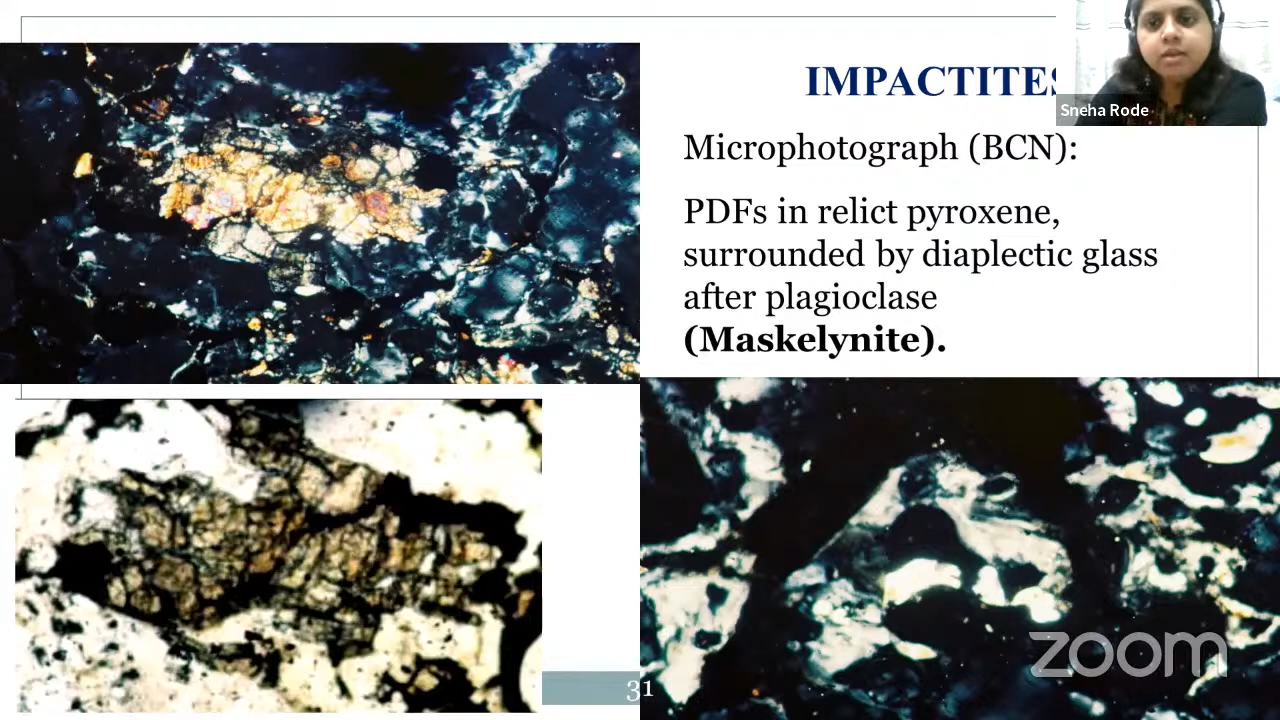 IMPACTITES
Sneha Rode
Microphotograph (BCN):
PDFs in relict pyroxene,
surrounded by diaplectic glass
after plagioclase
(Maskelynite).
zoom
31